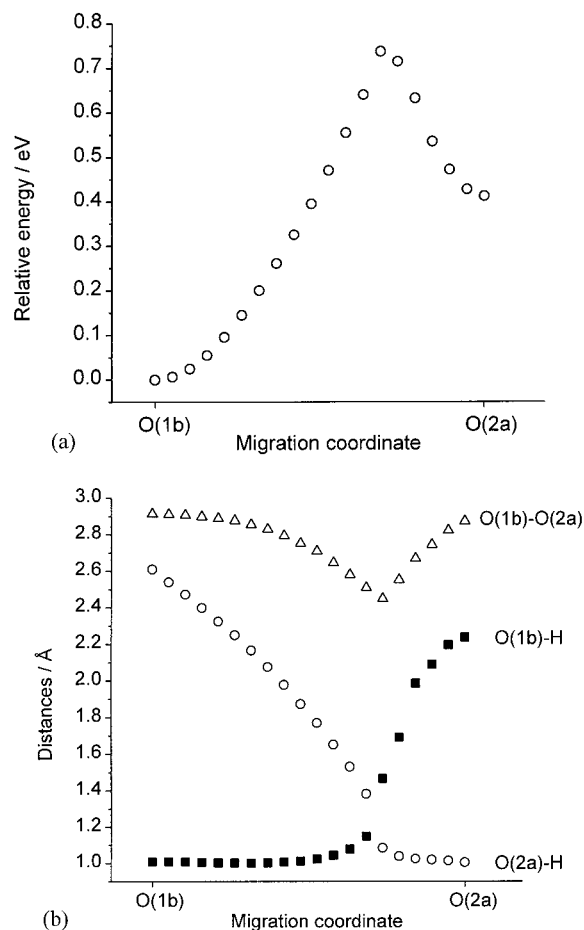 0.8
0.7
0.6
0.5
0.4
0.3
0.2
0.1
0.0
Relative energy / eV
O(1b)
O(2a)
(a)
Migration coordinate
3.0
2.8
2.6
2.4
2.2
2.0
1.8
1.6
1.4
1.2
1.0
Distances / Å
O(1b)-O(2a)
O(1b)-H
O(2a)-H
O(1b)
O(2a)
(b)
Migration coordinate